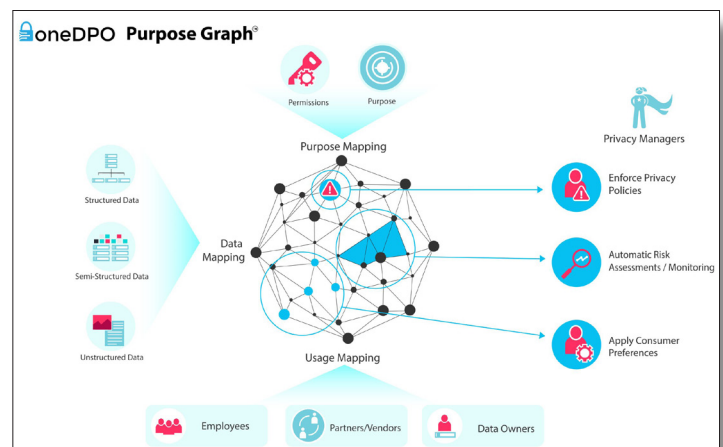 oneDPO Purpose Graph®
Permissions
Purpose
Purpose Mapping
Privacy Managers
Structured Data
Semi-Structured Data
Unstructured Data
Data
Mapping
Enforce Privacy
Policies
Automatic Risk
Assessments / Monitoring
Apply Consumer
Preferences
Usage Mapping
Employees
Partners/Vendors
Data Owners